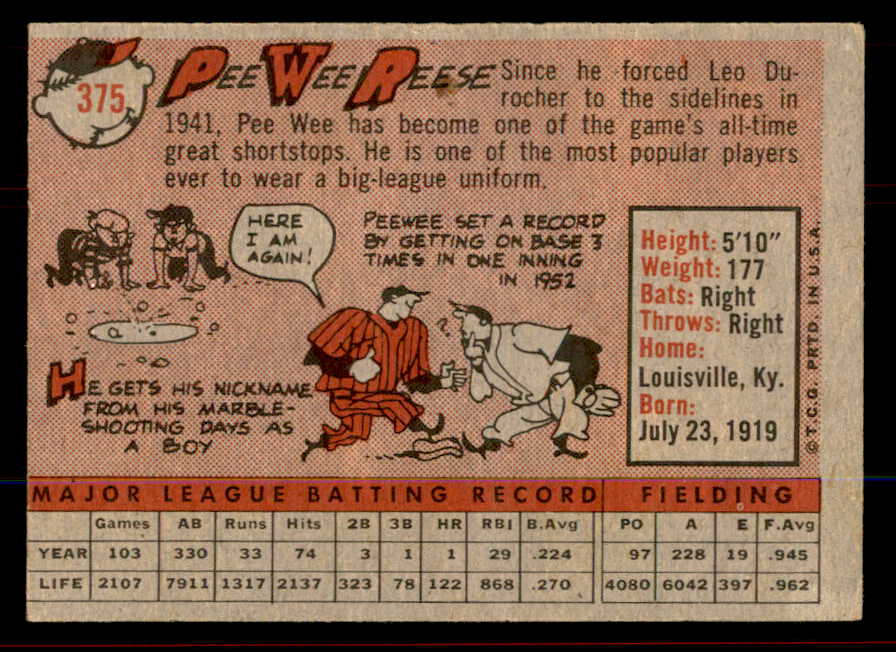 375
PEE WEE REESE Since he forced Leo Du-
rocher to the sidelines in
1941, Pee Wee has become one of the game's all-time
great shortstops. He is one of the most popular players
ever to wear a big-league uniform.
HERE
I AM
AGAIN!
PEEWEE SET A RECORD
BY GETTING ON BASE 3
TIMES IN ONE INNING
IN 1952
HE GETS HIS NICKNAME
FROM HIS MARBLE-
SHOOTING DAYS AS
A BOY
Height: 5'10"
Weight: 177
Bats: Right
Throws: Right
Home:
Louisville, Ky.
Born:
July 23, 1919
© T.C.G. PRTD. IN U.S.A.
MAJOR LEAGUE BATTING RECORD FIELDING
Games AB Runs Hits 2B 3B HR RBI B.Avg PO A E F.Avg
YEAR 103 330 33 74 3 1 1 29 .224 97 228 19 .945
LIFE 2107 7911 1317 2137 323 78 122 868 .270 4080 6042 397 .962